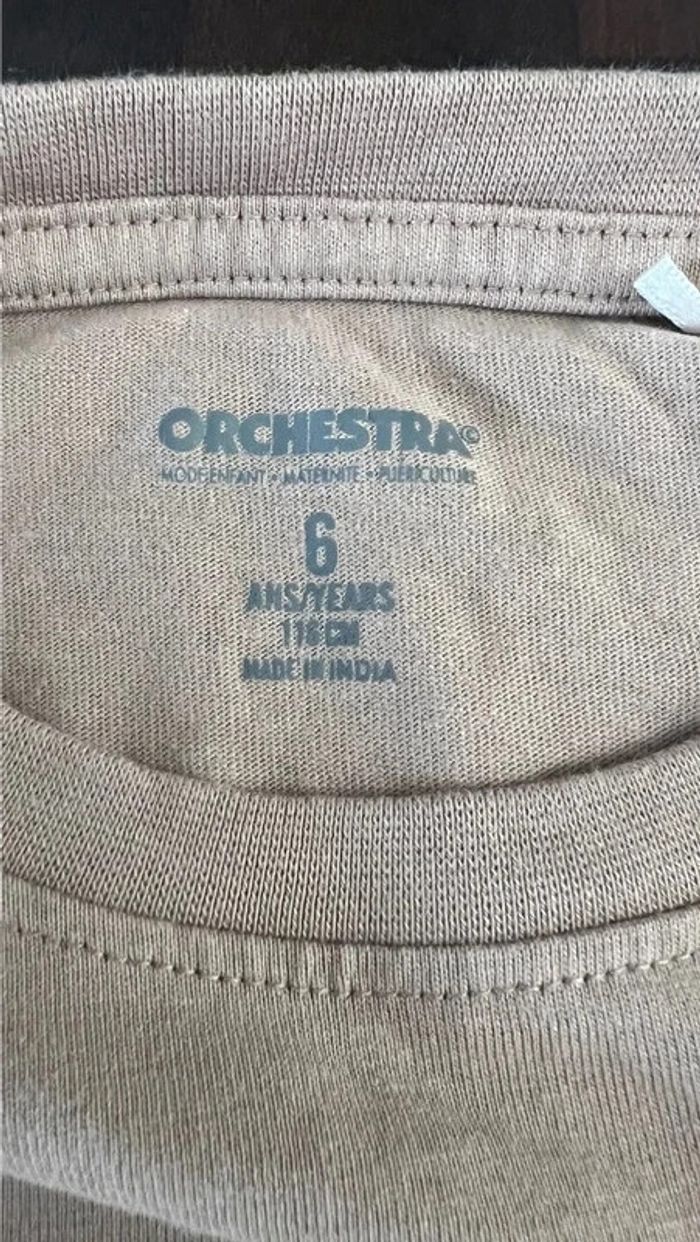 ORCHESTRA©
MODE ENFANT • MATERNITE • PUERICULTURE
6
ANS/YEARS
116 CM
MADE IN INDIA